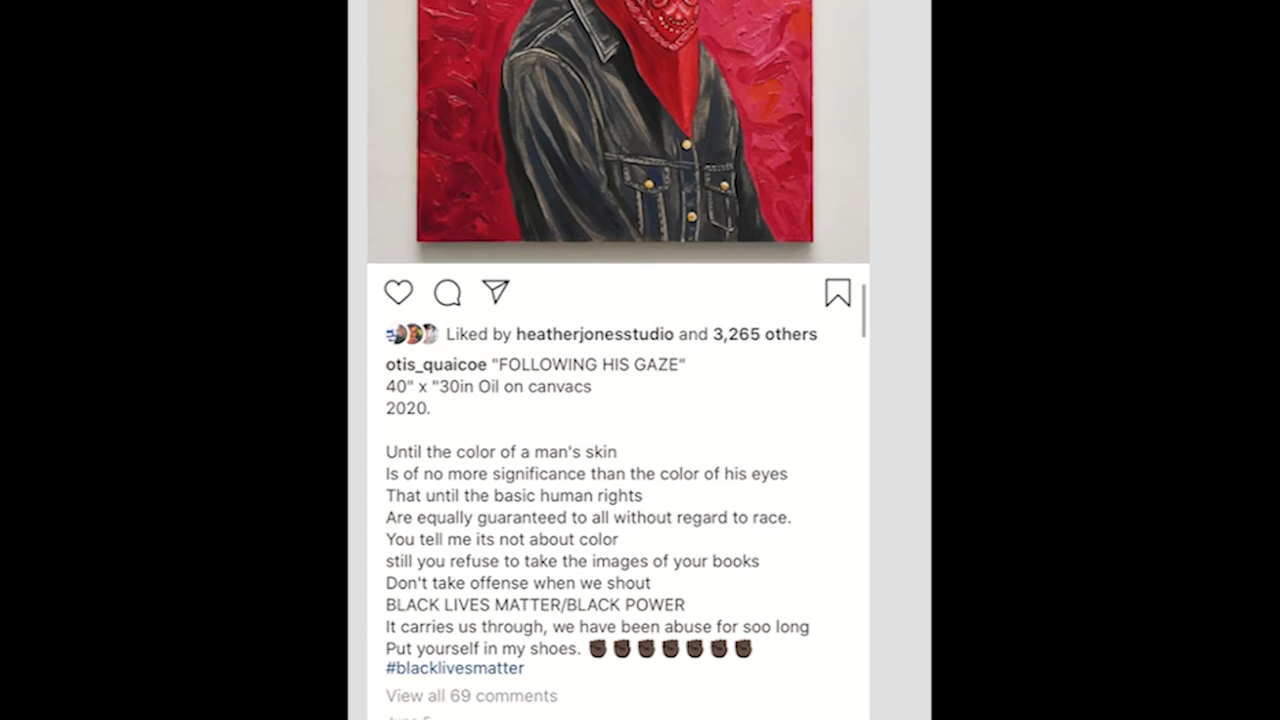 Liked by heatherjonesstudio and 3,265 others
otis_quaicoe "FOLLOWING HIS GAZE"
40" x "30in Oil on canvacs
2020.
Until the color of a man's skin
Is of no more significance than the color of his eyes
That until the basic human rights
Are equally guaranteed to all without regard to race.
You tell me its not about color
still you refuse to take the images of your books
Don't take offense when we shout
BLACK LIVES MATTER/BLACK POWER
It carries us through, we have been abuse for soo long
Put yourself in my shoes. ✊🏿✊🏿✊🏿✊🏿✊🏿✊🏿✊🏿
#blacklivesmatter
View all 69 comments